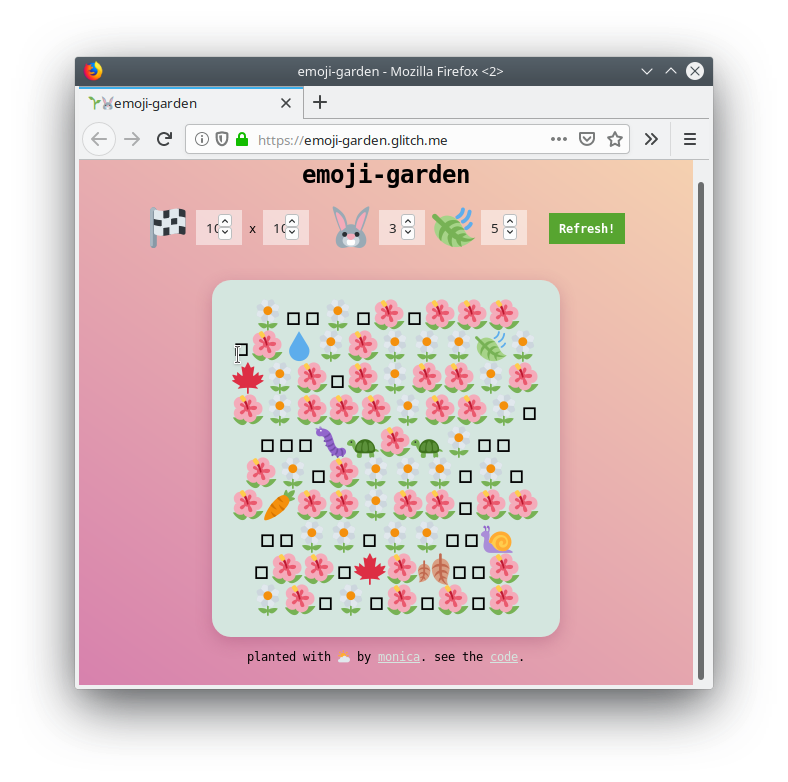 emoji-garden - Mozilla Firefox <2>
🌱🐰emoji-garden
https://emoji-garden.glitch.me
emoji-garden
10 x 10 3 5 Refresh!
planted with ⛅ by monica. see the code.